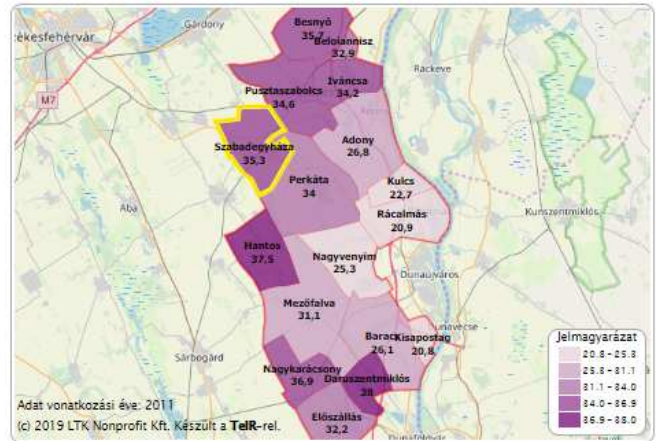 Gárdony
Besnyő
35,7
Beloiannisz
32,9
Ráckeve
Iváncsa
34,2
M7
Pusztaszabolcs
34,6
Adony
26,8
Szabadegyháza
35,3
Perkáta
34
Kulcs
22,7
Aba
Rácalmás
20,9
Kunszentmiklós
Hantos
37,5
Nagyvenyim
25,3
Dunaújváros
Mezőfalva
31,1
Baracs
26,1
Kisapostag
20,8
Sárbogárd
Nagykarácsony
36,9
Daruszentmiklós
38
Előszállás
32,2
Jelmagyarázat
20.8 - 25.3
25.3 - 31.1
31.1 - 34.0
34.0 - 36.9
36.9 - 38.0
Adat vonatkozási éve: 2011
(c) 2019 LTK Nonprofit Kft. Készült a TeIR-rel.